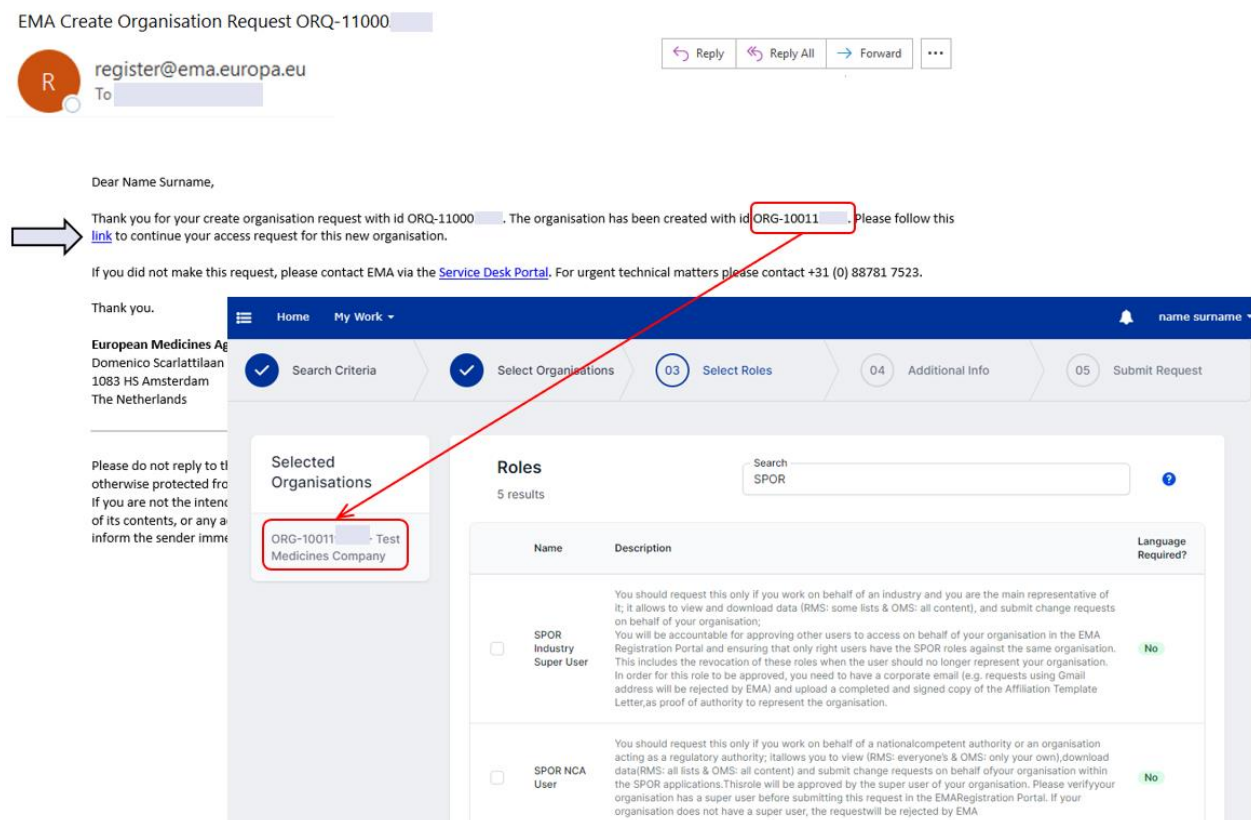 EMA Create Organisation Request ORQ-11000
R
register@ema.europa.eu
To
Reply
Reply All
Forward
Dear Name Surname,
Thank you for your create organisation request with id ORQ-11000 . The organisation has been created with id ORG-10011 . Please follow this
link to continue your access request for this new organisation.
If you did not make this request, please contact EMA via the Service Desk Portal. For urgent technical matters please contact +31 (0) 88781 7523.
Thank you.
European Medicines Ag
Domenico Scarlattilaan
1083 HS Amsterdam
The Netherlands
Please do not reply to th
otherwise protected fro
If you are not the intend
of its contents, or any a
inform the sender imme
Home My Work
name surname
Search Criteria
Select Organisations
03 Select Roles
04 Additional Info
05 Submit Request
Selected
Organisations
ORG-10011 - Test
Medicines Company
Roles
5 results
Search
SPOR
Name Description Language
Required?
SPOR
Industry
Super User
You should request this only if you work on behalf of an industry and you are the main representative of
it; it allows to view and download data (RMS: some lists & OMS: all content), and submit change requests
on behalf of your organisation;
You will be accountable for approving other users to access on behalf of your organisation in the EMA
Registration Portal and ensuring that only right users have the SPOR roles against the same organisation.
This includes the revocation of these roles when the user should no longer represent your organisation.
In order for this role to be approved, you need to have a corporate email (e.g. requests using Gmail
address will be rejected by EMA) and upload a completed and signed copy of the Affiliation Template
Letter,as proof of authority to represent the organisation.
No
SPOR NCA
User
You should request this only if you work on behalf of a nationalcompetent authority or an organisation
acting as a regulatory authority; itallows you to view (RMS: everyone's & OMS: only your own),download
data(RMS: all lists & OMS: all content) and submit change requests on behalf ofyour organisation within
the SPOR applications.Thisrole will be approved by the super user of your organisation. Please verifyyour
organisation has a super user before submitting this request in the EMARegistration Portal. If your
organisation does not have a super user, the requestwill be rejected by EMA
No